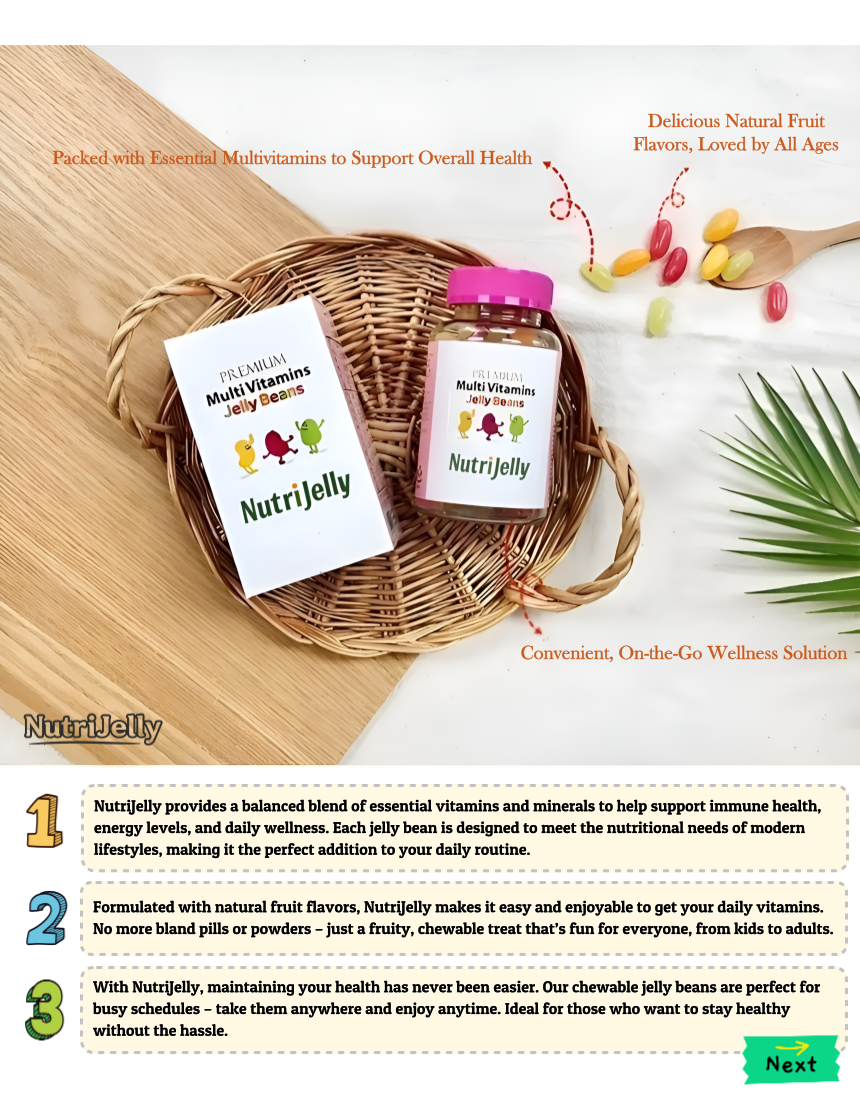 Delicious Natural Fruit
Flavors, Loved by All Ages
Packed with Essential Multivitamins to Support Overall Health
PREMIUM
Multi Vitamins
Jelly Beans
NutriJelly
PREMIUM
Multi Vitamins
Jelly Beans
NutriJelly
Convenient, On-the-Go Wellness Solution
NutriJelly
1
NutriJelly provides a balanced blend of essential vitamins and minerals to help support immune health,
energy levels, and daily wellness. Each jelly bean is designed to meet the nutritional needs of modern
lifestyles, making it the perfect addition to your daily routine.
2
Formulated with natural fruit flavors, NutriJelly makes it easy and enjoyable to get your daily vitamins.
No more bland pills or powders – just a fruity, chewable treat that's fun for everyone, from kids to adults.
3
With NutriJelly, maintaining your health has never been easier. Our chewable jelly beans are perfect for
busy schedules – take them anywhere and enjoy anytime. Ideal for those who want to stay healthy
without the hassle.
Next